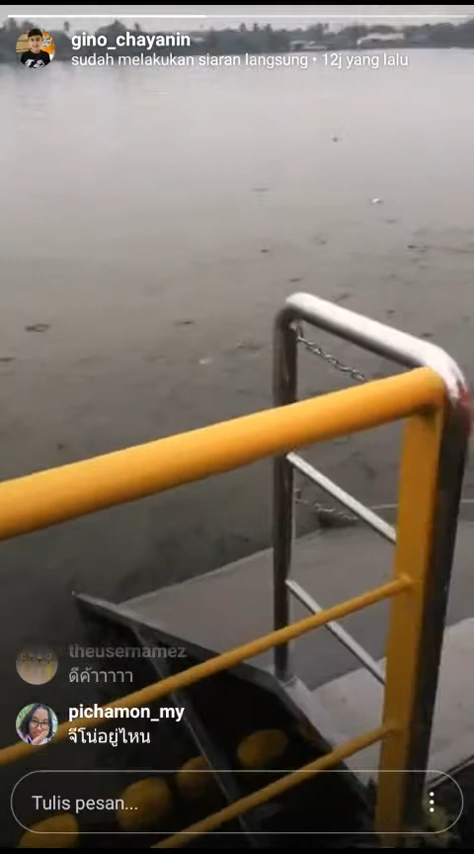 gino_chayanin
sudah melakukan siaran langsung • 12j yang lalu
theusernamez
ดีค้าาาาา
pichamon_my
จีโน่อยู่ไหน
Tulis pesan...